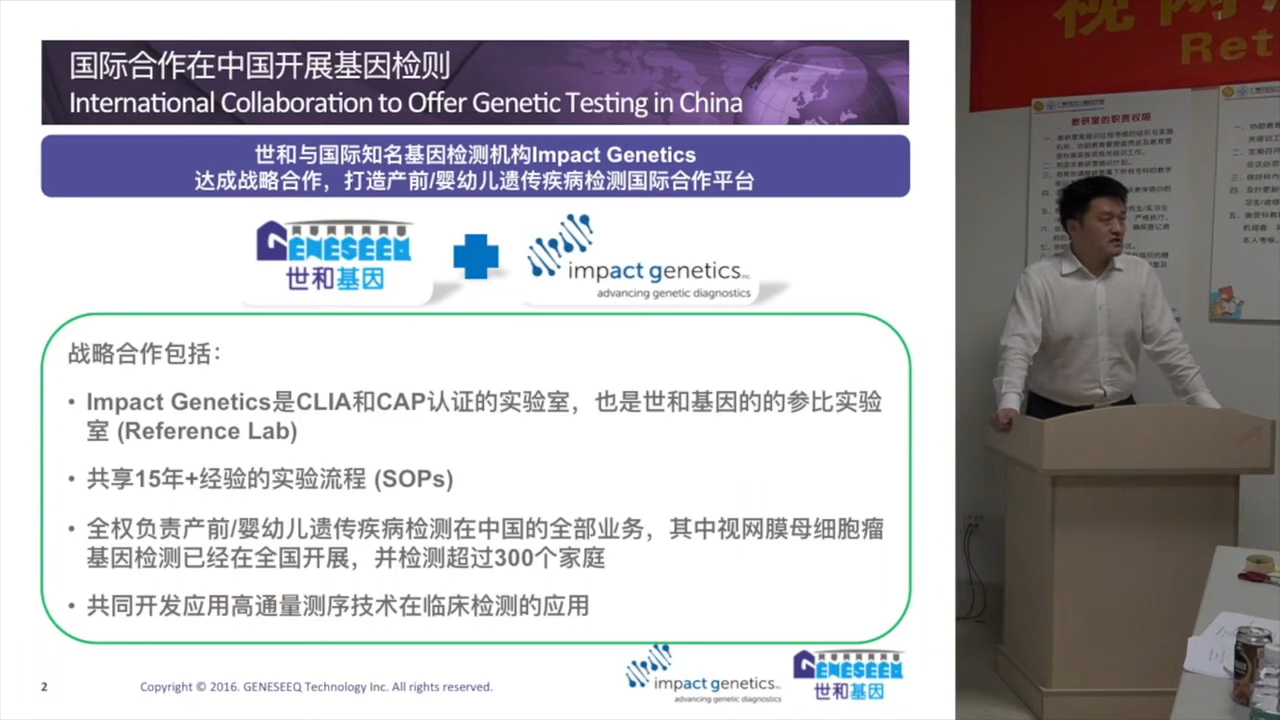 国际合作在中国开展基因检则
International Collaboration to Offer Genetic Testing in China
世和与国际知名基因检测机构Impact Genetics
达成战略合作，打造产前/婴幼儿遗传疾病检测国际合作平台
GENESEEQ
世和基因
impact genetics inc.
advancing genetic diagnostics
战略合作包括：
• Impact Genetics是CLIA和CAP认证的实验室，也是世和基因的的参比实验
室 (Reference Lab)
• 共享15年+经验的实验流程 (SOPs)
• 全权负责产前/婴幼儿遗传疾病检测在中国的全部业务，其中视网膜母细胞瘤
基因检测已经在全国开展，并检测超过300个家庭
• 共同开发应用高通量测序技术在临床检测的应用
2
Copyright © 2016. GENESEEQ Technology Inc. All rights reserved.
impact genetics
advancing genetic diagnostics
GENESEEQ
世和基因
视网
Ret
教研室的职责权限